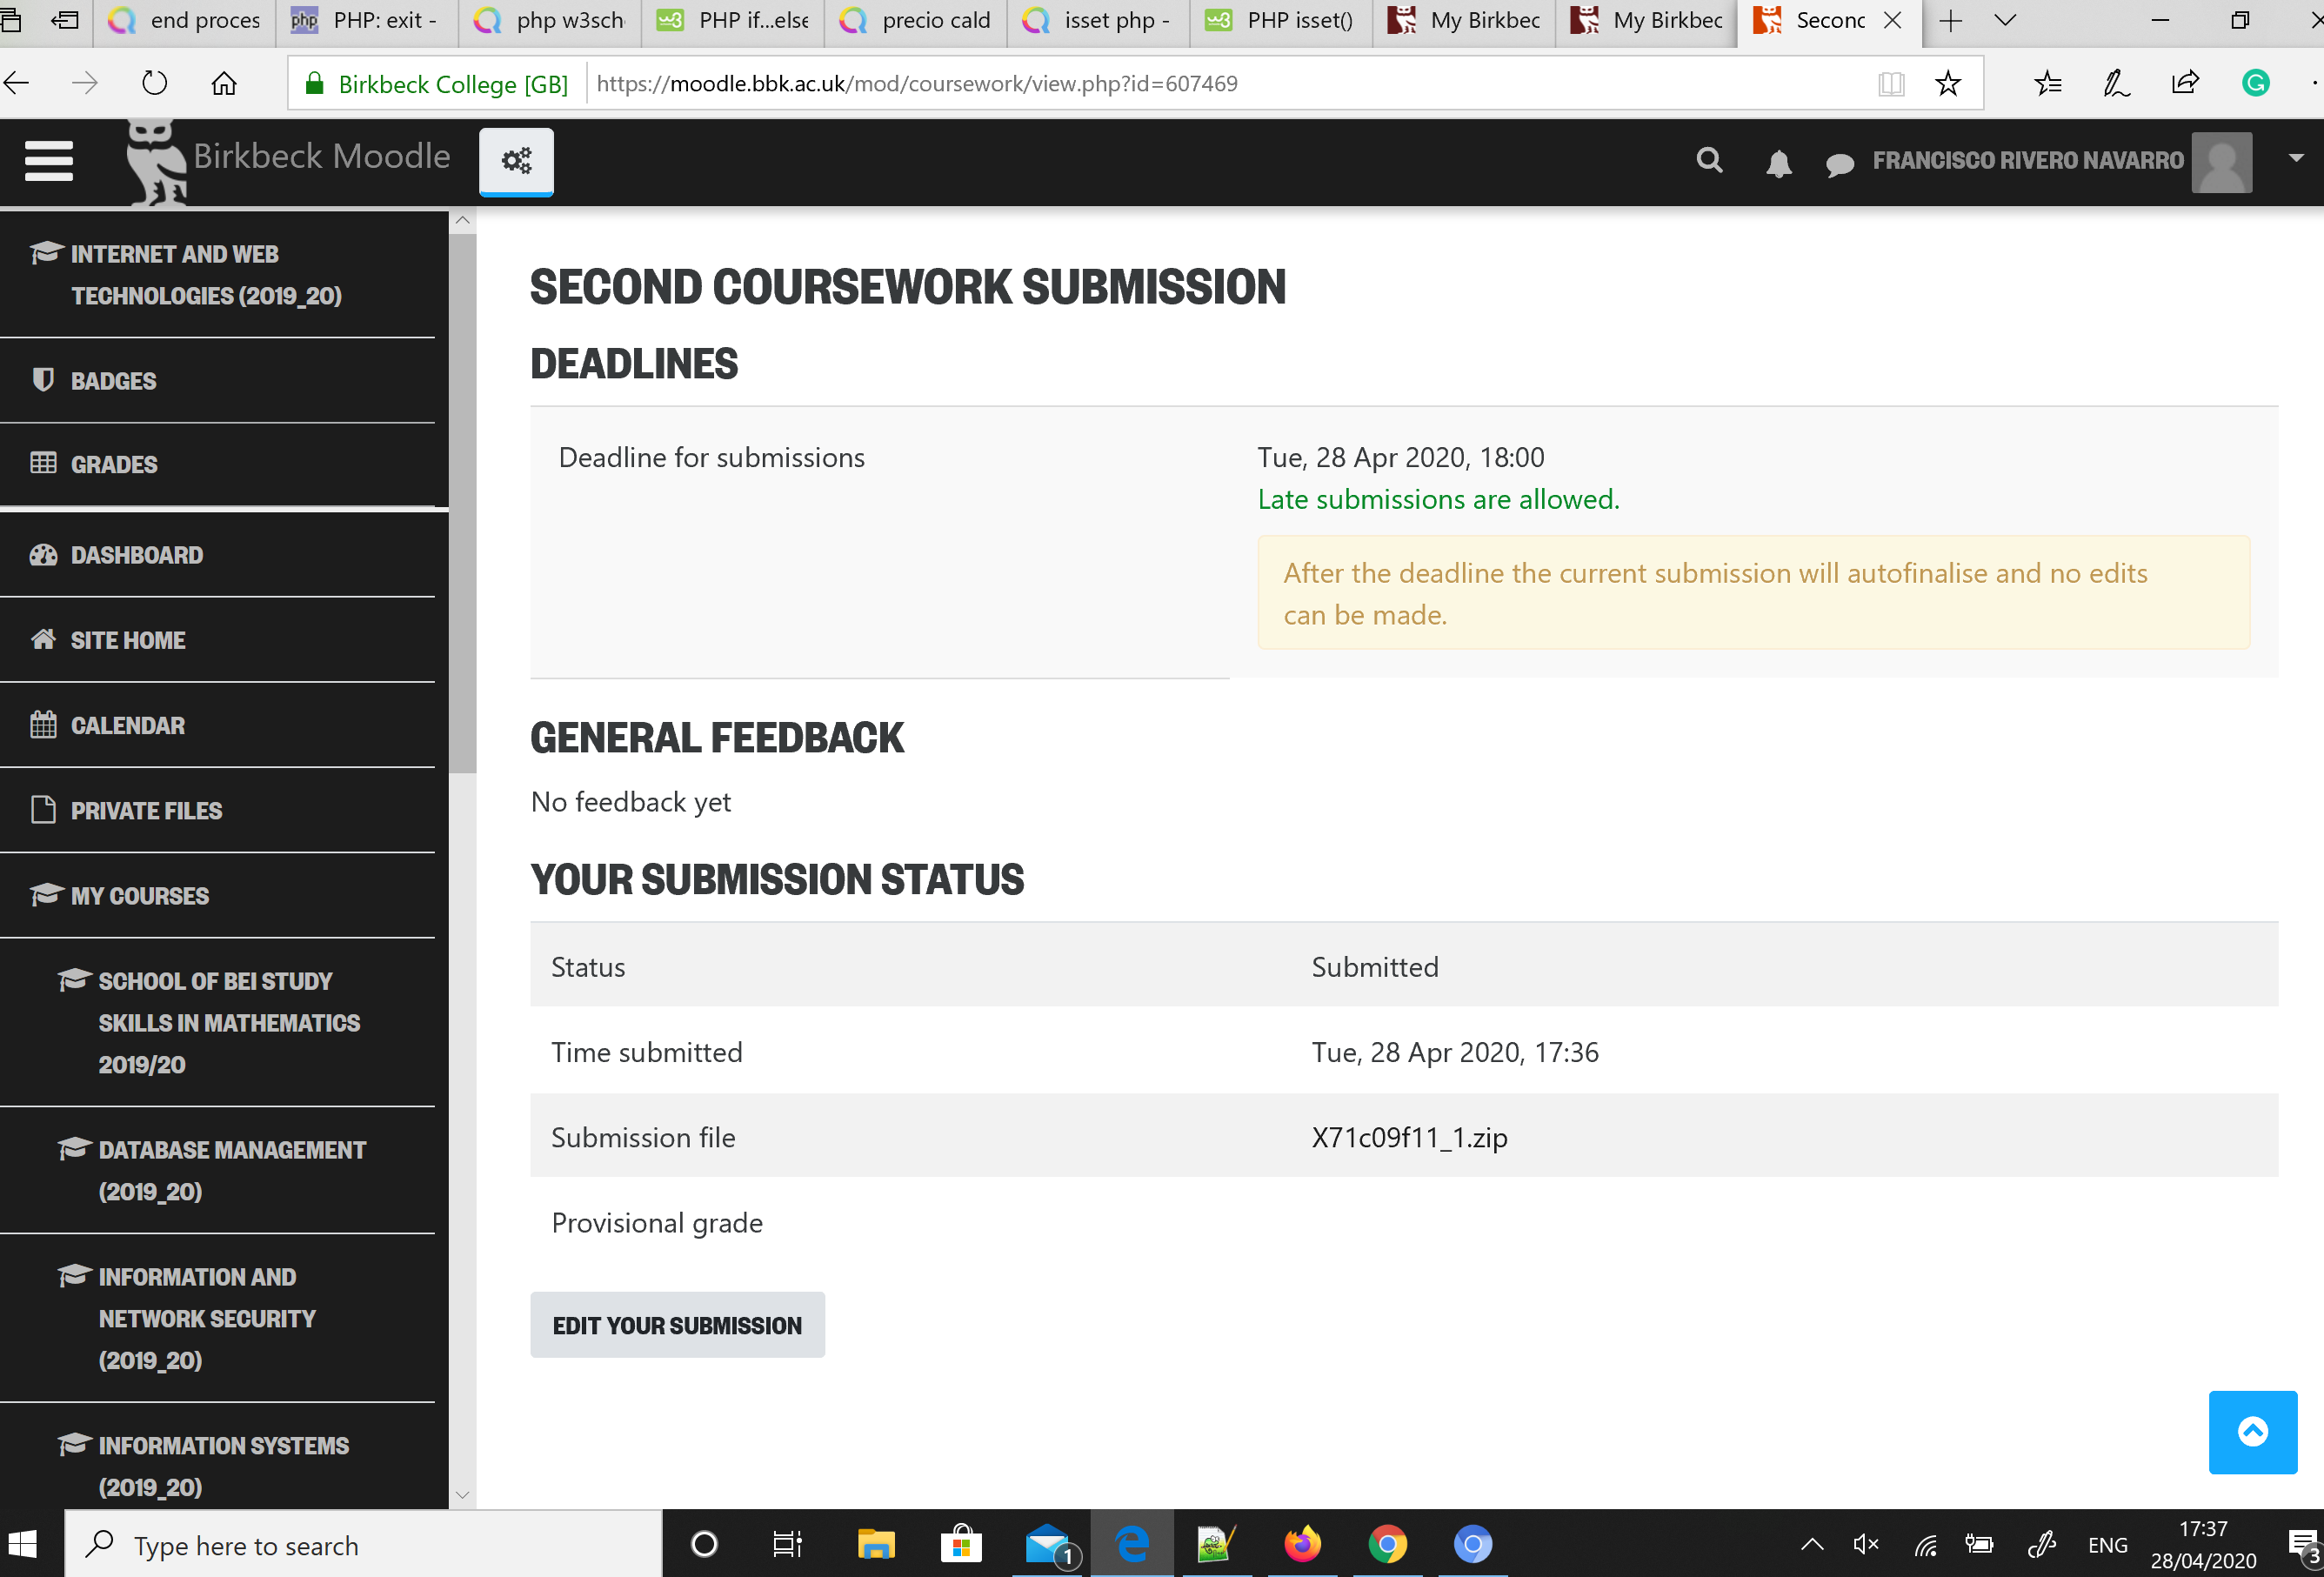 end proces
PHP: exit -
php w3sch
PHP if...else
precio cald
isset php -
PHP isset()
My Birkbec
My Birkbec
Second
Birkbeck College [GB]
https://moodle.bbk.ac.uk/mod/coursework/view.php?id=607469
Birkbeck Moodle
FRANCISCO RIVERO NAVARRO
INTERNET AND WEB
TECHNOLOGIES (2019_20)
BADGES
GRADES
DASHBOARD
SITE HOME
CALENDAR
PRIVATE FILES
MY COURSES
SCHOOL OF BEI STUDY
SKILLS IN MATHEMATICS
2019/20
DATABASE MANAGEMENT
(2019_20)
INFORMATION AND
NETWORK SECURITY
(2019_20)
INFORMATION SYSTEMS
(2019_20)
SECOND COURSEWORK SUBMISSION
DEADLINES
Deadline for submissions
Tue, 28 Apr 2020, 18:00
Late submissions are allowed.
After the deadline the current submission will autofinalise and no edits
can be made.
GENERAL FEEDBACK
No feedback yet
YOUR SUBMISSION STATUS
Status Submitted
Time submitted Tue, 28 Apr 2020, 17:36
Submission file X71c09f11_1.zip
Provisional grade
EDIT YOUR SUBMISSION
Type here to search
1
ENG
17:37
28/04/2020
3